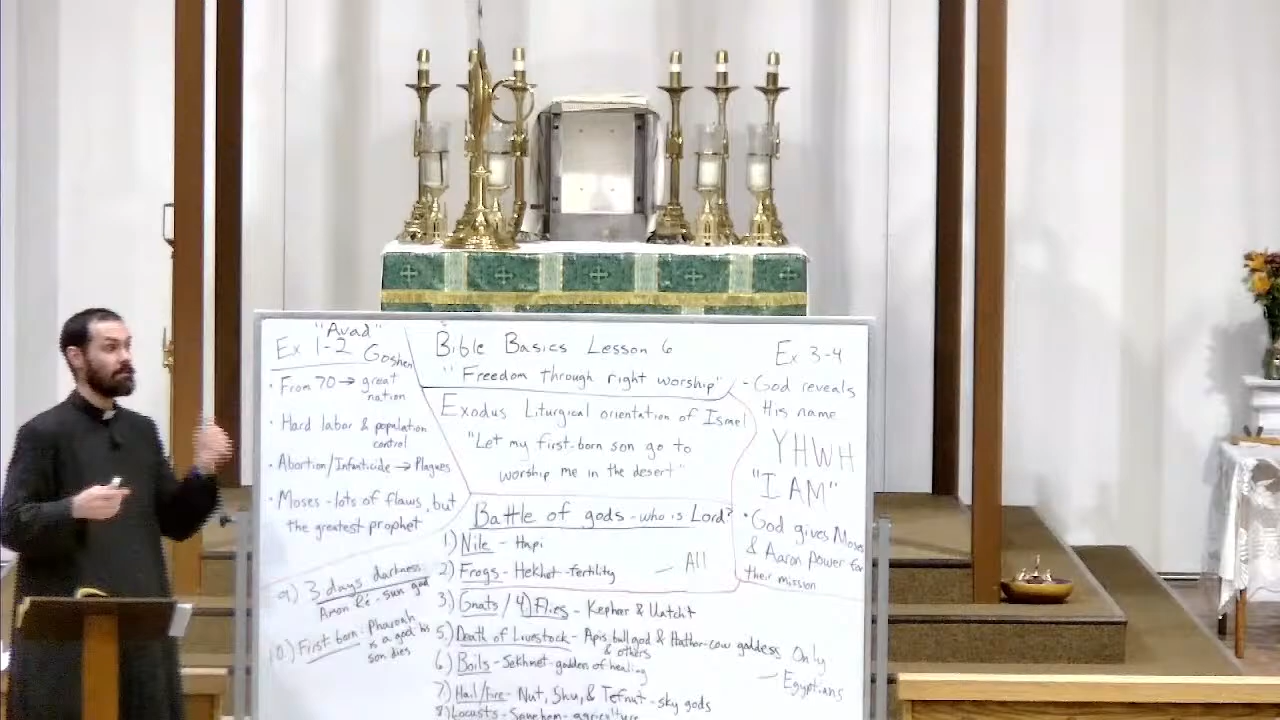 "Avad"
Ex 1-2 Goshen
• From 70 → great
nation
• Hard labor & population
control
• Abortion/Infanticide → Plagues
• Moses - lots of flaws, but
the greatest prophet
Bible Basics Lesson 6
"Freedom through right worship"
Exodus Liturgical orientation of Israel
"Let my first-born son go to
worship me in the desert"
Ex 3-4
- God reveals
His name
YHWH
"I AM"
• God gives Moses
& Aaron power for
their mission
Battle of gods - who is Lord?
1) Nile - Hapi
2) Frogs - Hekhet - fertility
— All
3) Gnats / 4) Flies - Kepher & Uatchit
5) Death of Livestock - Apis bull god & Hathor-cow goddess
& others
6) Boils - Sekhmet - goddess of healing
7) Hail/Fire - Nut, Shu, & Tefnut - sky gods
8) Locusts - agriculture
— Only
Egyptians
9.) 3 days darkness
Amon Re - sun god
10.) First born - Pharaoh
is a god his
son dies